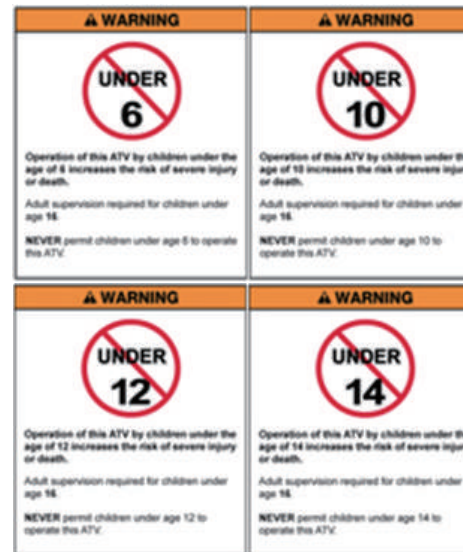 WARNING
UNDER
6
Operation of this ATV by children under the
age of 6 increases the risk of severe injury
or death.
Adult supervision required for children under
age 16.
NEVER permit children under age 6 to operate
this ATV.
WARNING
UNDER
10
Operation of this ATV by children under th
age of 10 increases the risk of severe injur
or death.
Adult supervision required for children under
age 16.
NEVER permit children under age 10 to
operate this ATV.
WARNING
UNDER
12
Operation of this ATV by children under the
age of 12 increases the risk of severe injury
or death.
Adult supervision required for children under
age 16.
NEVER permit children under age 12 to
operate this ATV.
WARNING
UNDER
14
Operation of this ATV by children under th
age of 14 increases the risk of severe injur
or death.
Adult supervision required for children under
age 16.
NEVER permit children under age 14 to
operate this ATV.